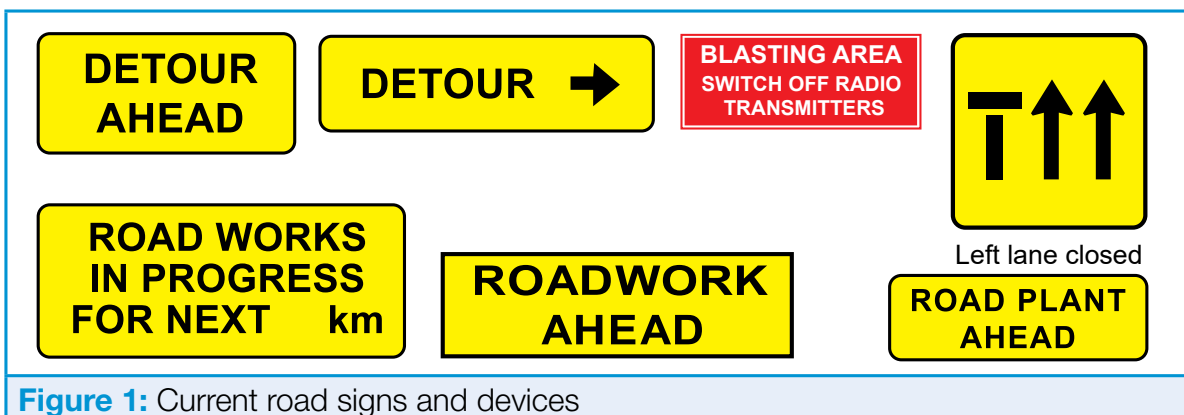 DETOUR
AHEAD
DETOUR
BLASTING AREA
SWITCH OFF RADIO
TRANSMITTERS
Left lane closed
ROAD WORKS
IN PROGRESS
FOR NEXT km
ROADWORK
AHEAD
ROAD PLANT
AHEAD
Figure 1: Current road signs and devices